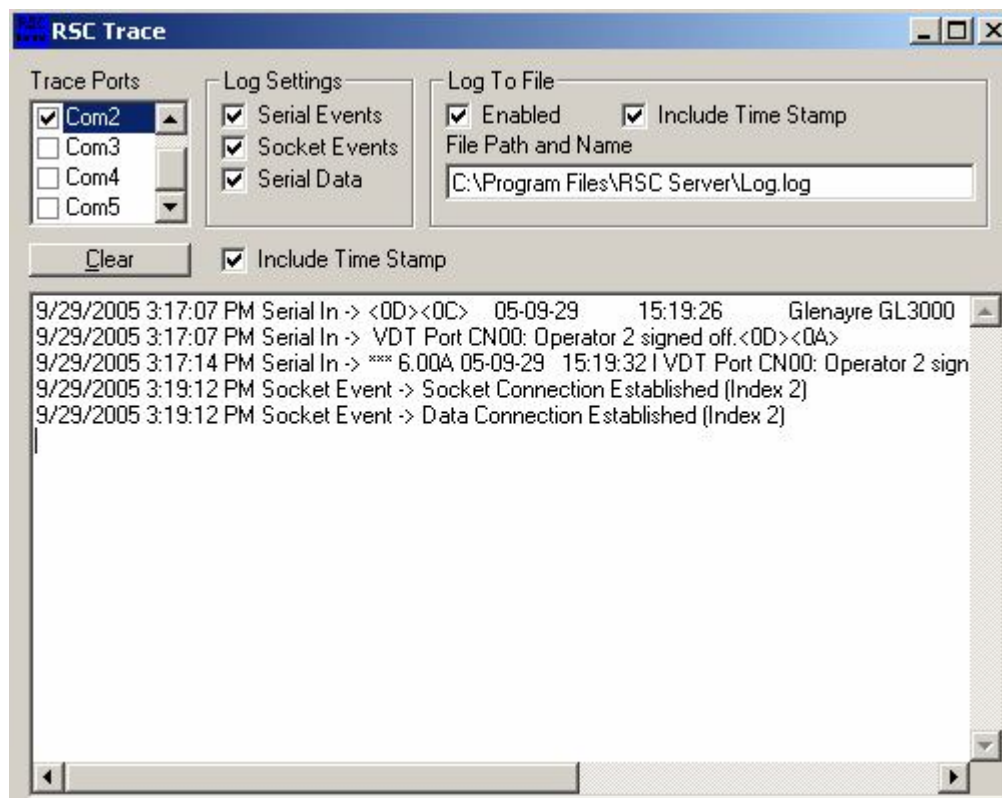 RSC Trace
Trace Ports
Com2
Com3
Com4
Com5
Log Settings
Serial Events
Socket Events
Serial Data
Log To File
Enabled Include Time Stamp
File Path and Name
C:\Program Files\RSC Server\Log.log
Clear
Include Time Stamp
9/29/2005 3:17:07 PM Serial In -> <0D><0C> 05-09-29 15:19:26 Glenayre GL3000
9/29/2005 3:17:07 PM Serial In -> VDT Port CN00: Operator 2 signed off.<0D><0A>
9/29/2005 3:17:14 PM Serial In -> *** 6.00A 05-09-29 15:19:32 I VDT Port CN00: Operator 2 sign
9/29/2005 3:19:12 PM Socket Event -> Socket Connection Established (Index 2)
9/29/2005 3:19:12 PM Socket Event -> Data Connection Established (Index 2)